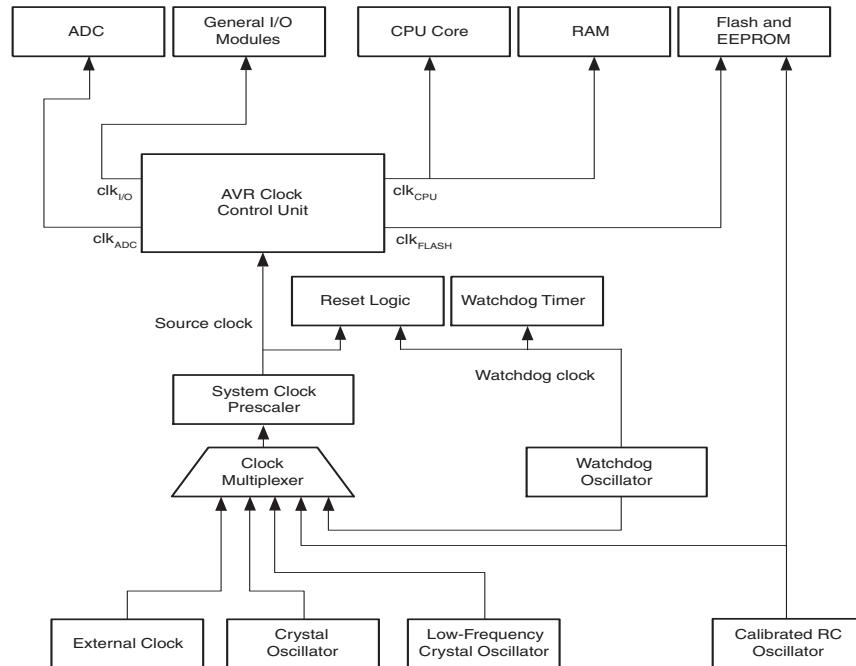 ADC
General I/O
Modules
CPU Core
RAM
Flash and
EEPROM
clkI/O
AVR Clock
Control Unit
clkCPU
clkADC
clkFLASH
Reset Logic
Watchdog Timer
Source clock
Watchdog clock
System Clock
Prescaler
Clock
Multiplexer
Watchdog
Oscillator
External Clock
Crystal
Oscillator
Low-Frequency
Crystal Oscillator
Calibrated RC
Oscillator